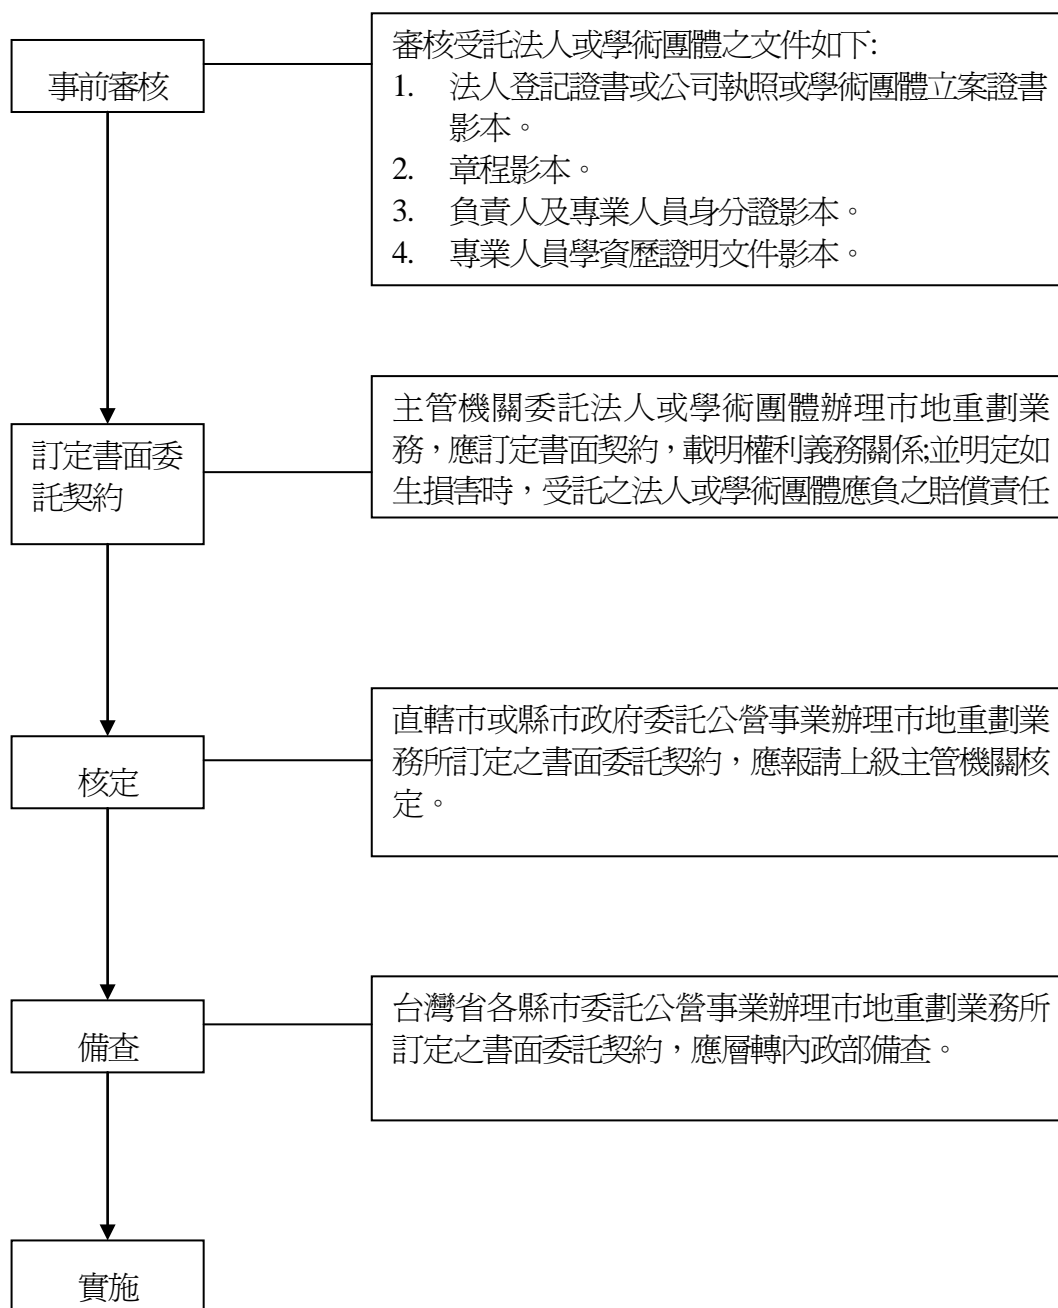 事前審核
審核受託法人或學術團體之文件如下:
1. 法人登記證書或公司執照或學術團體立案證書
影本。
2. 章程影本。
3. 負責人及專業人員身分證影本。
4. 專業人員學資歷證明文件影本。
訂定書面委
託契約
主管機關委託法人或學術團體辦理市地重劃業
務，應訂定書面契約，載明權利義務關係;並明定如
生損害時，受託之法人或學術團體應負之賠償責任
核定
直轄市或縣市政府委託公營事業辦理市地重劃業
務所訂定之書面委託契約，應報請上級主管機關核
定。
備查
台灣省各縣市委託公營事業辦理市地重劃業務所
訂定之書面委託契約，應層轉內政部備查。
實施